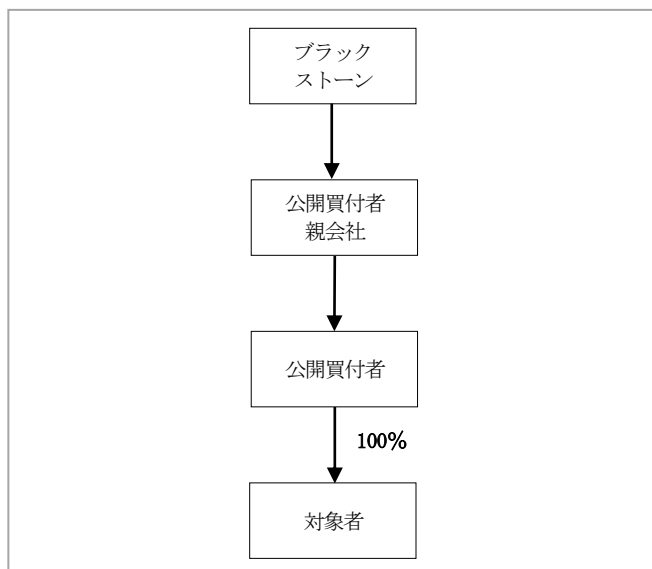 ブラック
ストーン
公開買付者
親会社
公開買付者
100%
対象者